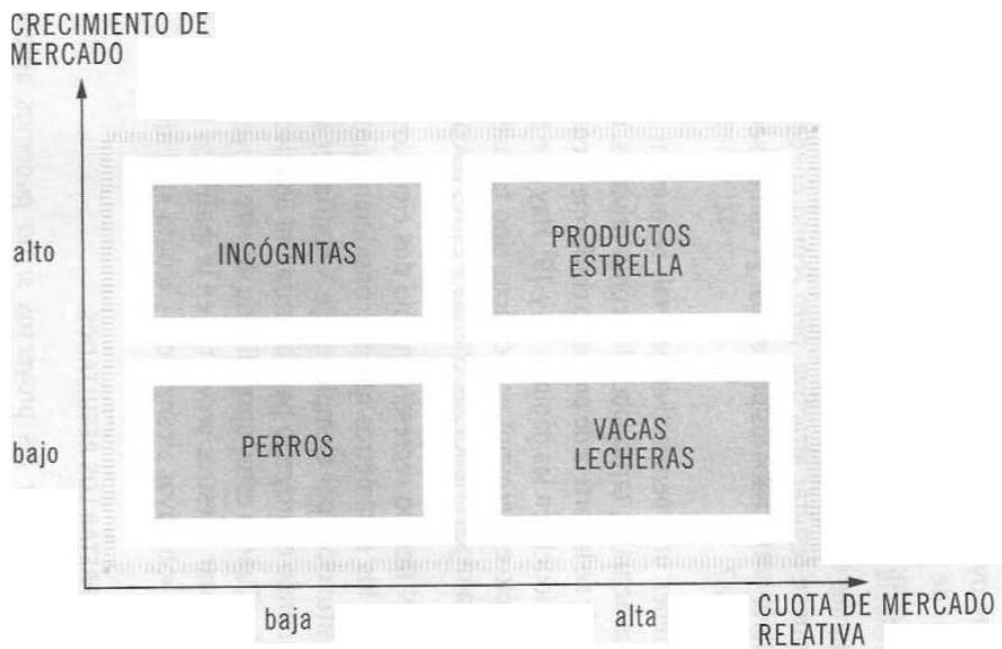 CRECIMIENTO DE
MERCADO
alto
INCÓGNITAS
PRODUCTOS
ESTRELLA
bajo
PERROS
VACAS
LECHERAS
baja
alta
CUOTA DE MERCADO
RELATIVA